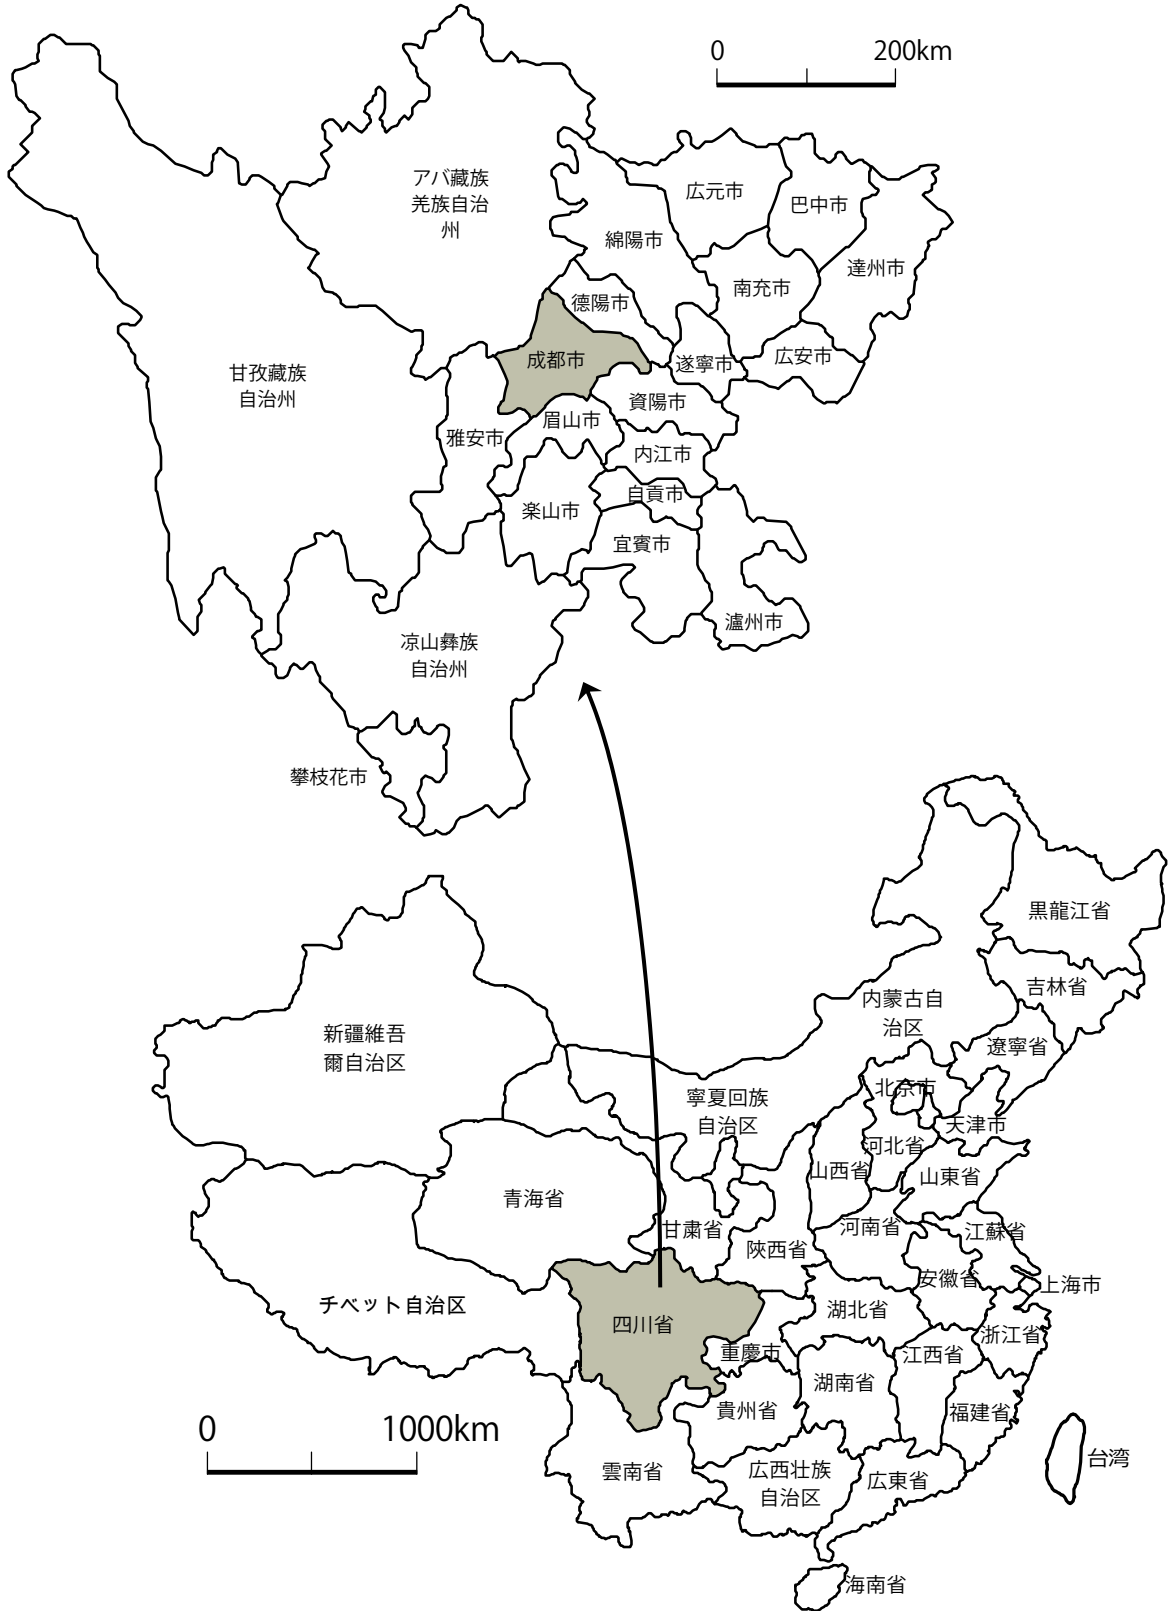 0 200km
アバ藏族
羌族自治
州
広元市
巴中市
綿陽市
達州市
南充市
徳陽市
成都市
遂寧市
広安市
甘孜藏族
自治州
資陽市
眉山市
雅安市
内江市
自貢市
楽山市
宜賓市
瀘州市
凉山彝族
自治州
攀枝花市
黒龍江省
吉林省
内蒙古自
治区
新疆維吾
爾自治区
遼寧省
北京市
寧夏回族
自治区
天津市
河北省
山西省
山東省
青海省
甘粛省
河南省
江蘇省
陝西省
安徽省
上海市
チベット自治区
四川省
湖北省
浙江省
重慶市
江西省
湖南省
貴州省
福建省
0 1000km
雲南省
広西壮族
自治区
広東省
台湾
海南省